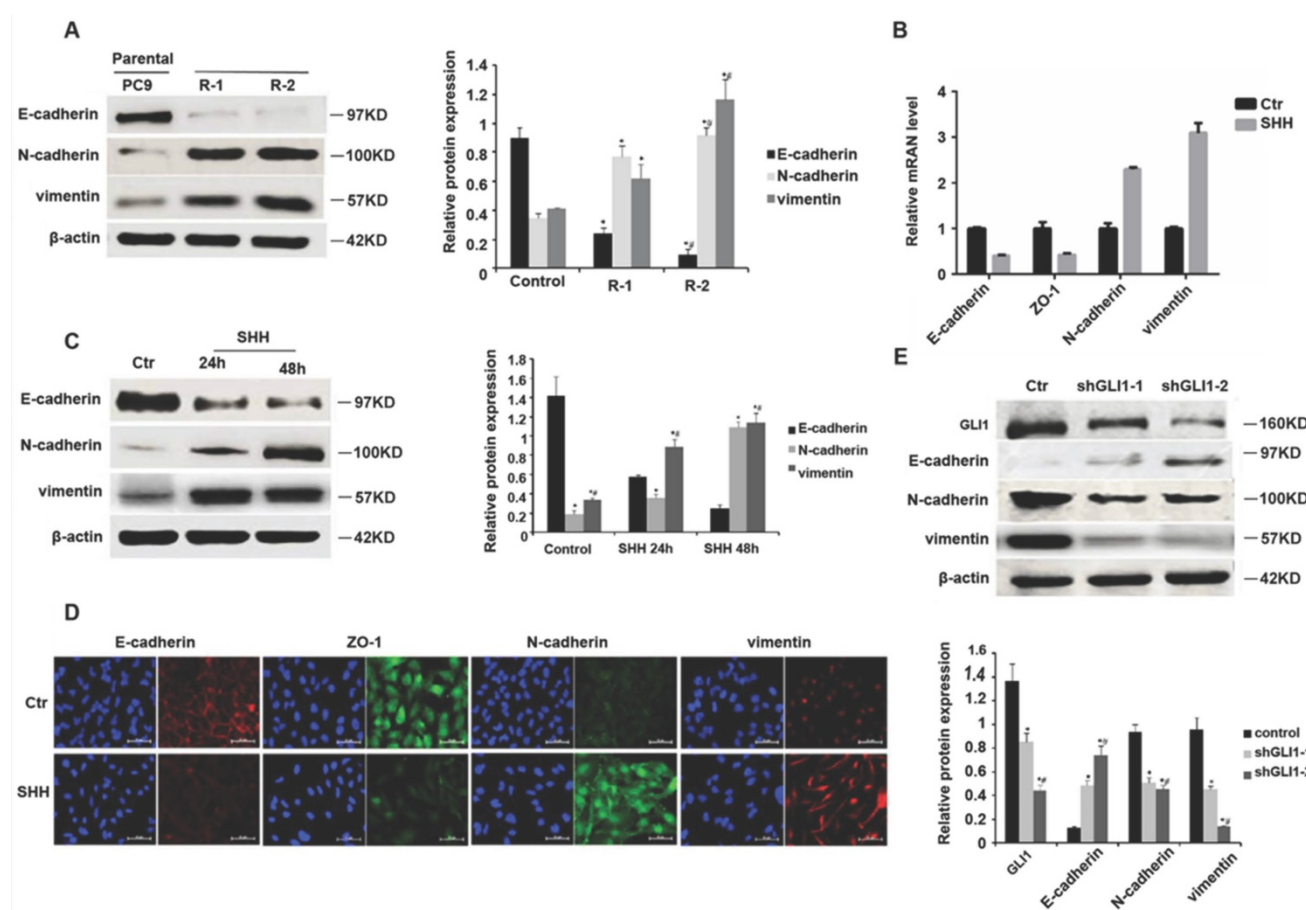 A
Parental
PC9 R-1 R-2
E-cadherin 97KD
N-cadherin 100KD
vimentin 57KD
β-actin 42KD
Relative protein expression
1.4
1.2
1
0.8
0.6
0.4
0.2
0
*
*
*
*#
*#
*#
Control R-1 R-2
E-cadherin
N-cadherin
vimentin
B
Relative mRAN level
4
3
2
1
0
E-cadherin
ZO-1
N-cadherin
vimentin
Ctr
SHH
C
SHH
Ctr 24h 48h
E-cadherin 97KD
N-cadherin 100KD
vimentin 57KD
β-actin 42KD
Relative protein expression
1.8
1.6
1.4
1.2
1
0.8
0.6
0.4
0.2
0
*
*#
*
*#
*
*#
Control SHH 24h SHH 48h
E-cadherin
N-cadherin
vimentin
D
E-cadherin ZO-1 N-cadherin vimentin
Ctr
SHH
E
Ctr shGLI1-1 shGLI1-2
GLI1 160KD
E-cadherin 97KD
N-cadherin 100KD
vimentin 57KD
β-actin 42KD
Relative protein expression
1.6
1.4
1.2
1
0.8
0.6
0.4
0.2
0
*
*#
*
*#
*
*#
*
*#
GLI1
E-cadherin
N-cadherin
vimentin
control
shGLI1-1
shGLI1-2